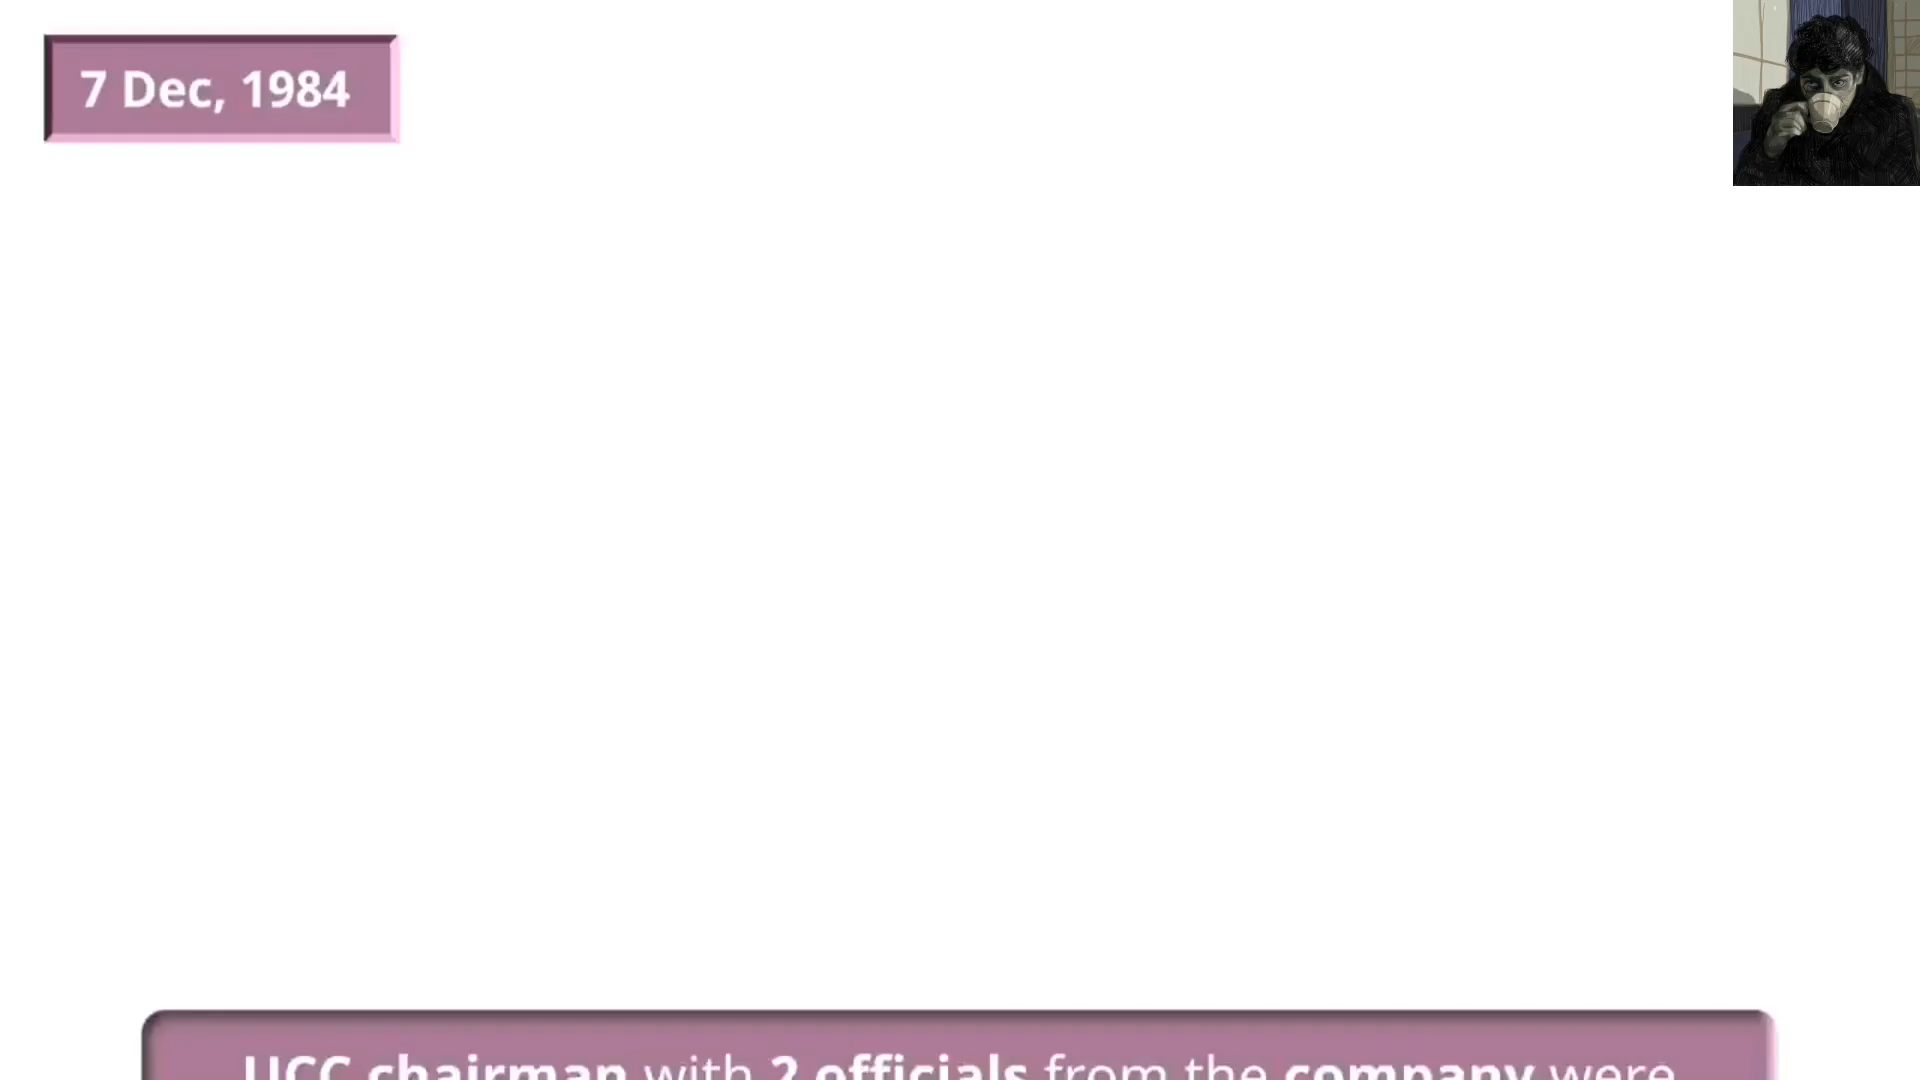 7 Dec, 1984
UCC chairman with 2 officials from the company were